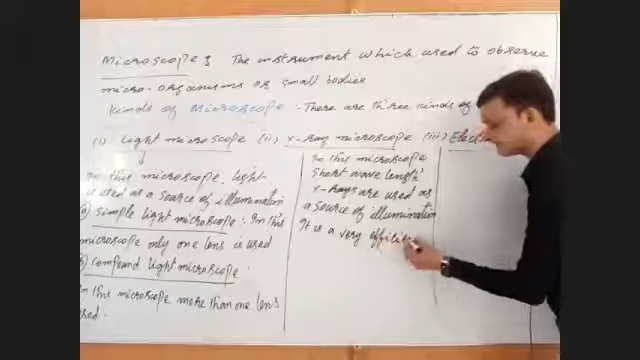 Microscope : The instrument which used to observe
micro-organisms or small bodies
Kinds of Microscope - There are three kinds of
(i) Light microscope (ii) X-ray microscope (iii) Elect
In this microscope light
is used as a source of illumination
(a) Simple light microscope : In this
microscope only one lens is used
(b) Compound light microscope
In this microscope more than one lens
used.
In this microscope
short wave length
X-rays are used as
a source of illumination
It is a very effici